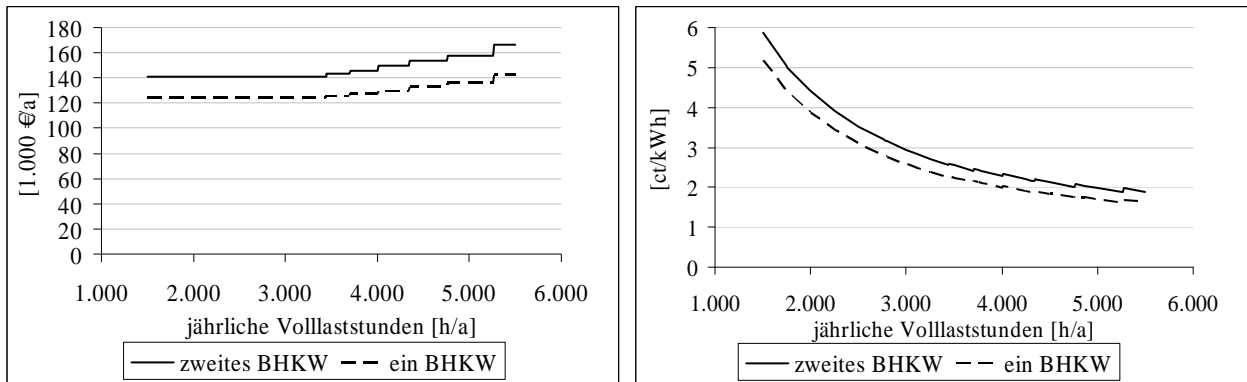 [1.000 €/a]
180
160
140
120
100
80
60
40
20
0
1.000 2.000 3.000 4.000 5.000 6.000
jährliche Volllaststunden [h/a]
zweites BHKW ein BHKW
[ct/kWh]
6
5
4
3
2
1
0
1.000 2.000 3.000 4.000 5.000 6.000
jährliche Volllaststunden [h/a]
zweites BHKW ein BHKW